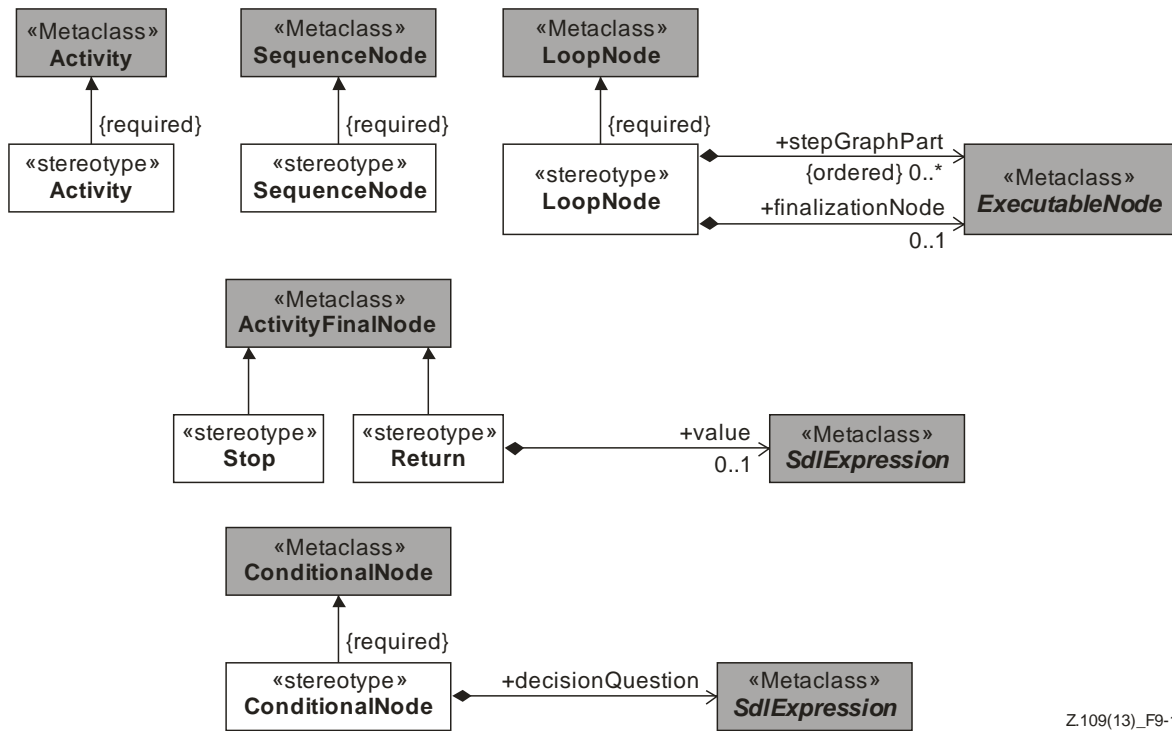 «Metaclass»
Activity
{required}
«stereotype»
Activity
«Metaclass»
SequenceNode
{required}
«stereotype»
SequenceNode
«Metaclass»
LoopNode
{required}
«stereotype»
LoopNode
+stepGraphPart
{ordered} 0..*
+finalizationNode
0..1
«Metaclass»
ExecutableNode
«Metaclass»
ActivityFinalNode
«stereotype»
Stop
«stereotype»
Return
+value
0..1
«Metaclass»
SdlExpression
«Metaclass»
ConditionalNode
{required}
«stereotype»
ConditionalNode
+decisionQuestion
«Metaclass»
SdlExpression